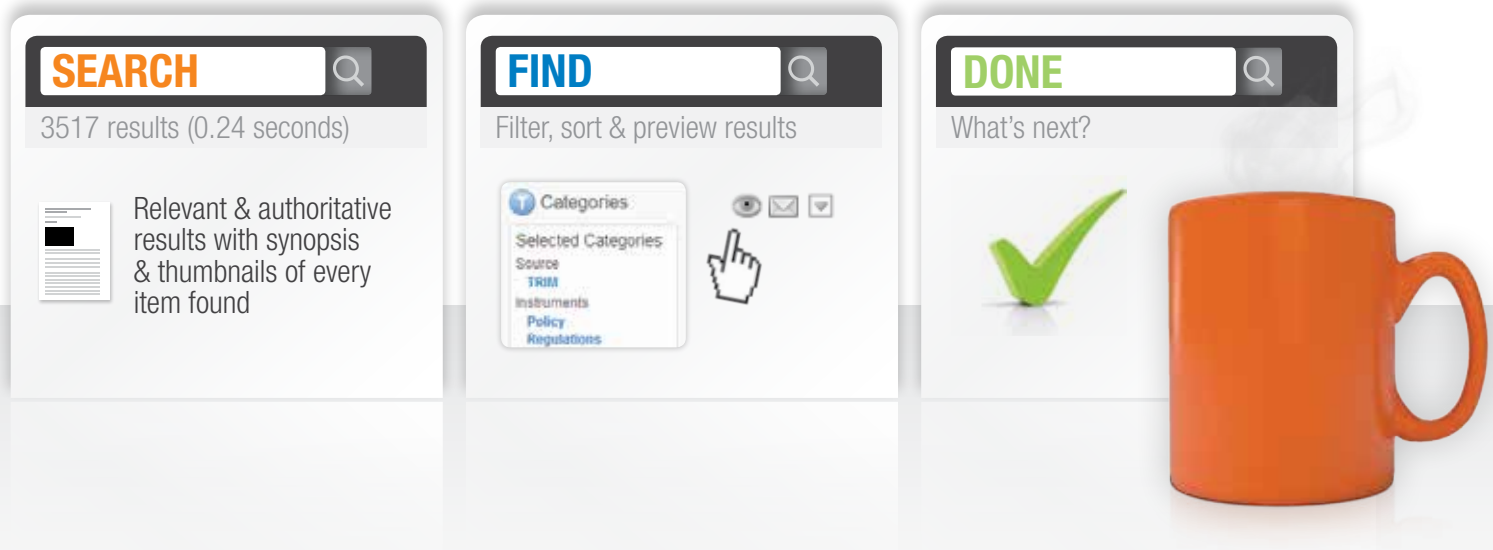 SEARCH
3517 results (0.24 seconds)
Relevant & authoritative
results with synopsis
& thumbnails of every
item found
FIND
Filter, sort & preview results
T Categories
Selected Categories
Source
TRIM
Instruments
Policy
Regulations
DONE
What's next?